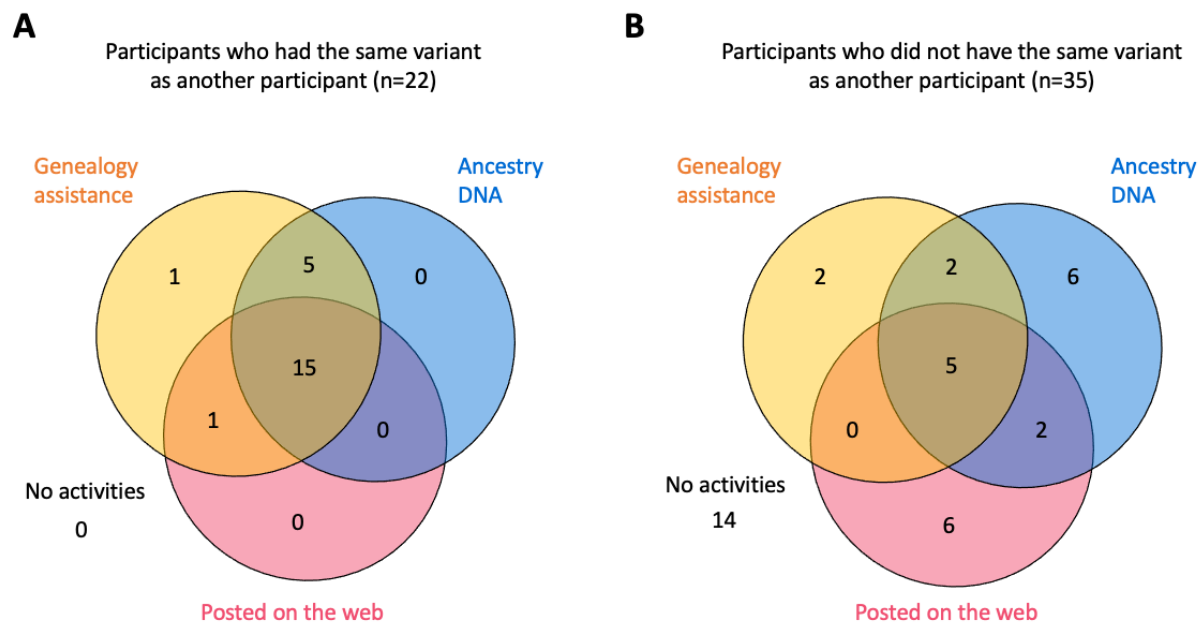 A
Participants who had the same variant
as another participant (n=22)
Genealogy
assistance
Ancestry
DNA
1
5
0
15
1
0
No activities
0
0
Posted on the web
B
Participants who did not have the same variant
as another participant (n=35)
Genealogy
assistance
Ancestry
DNA
2
2
6
5
0
2
No activities
14
6
Posted on the web